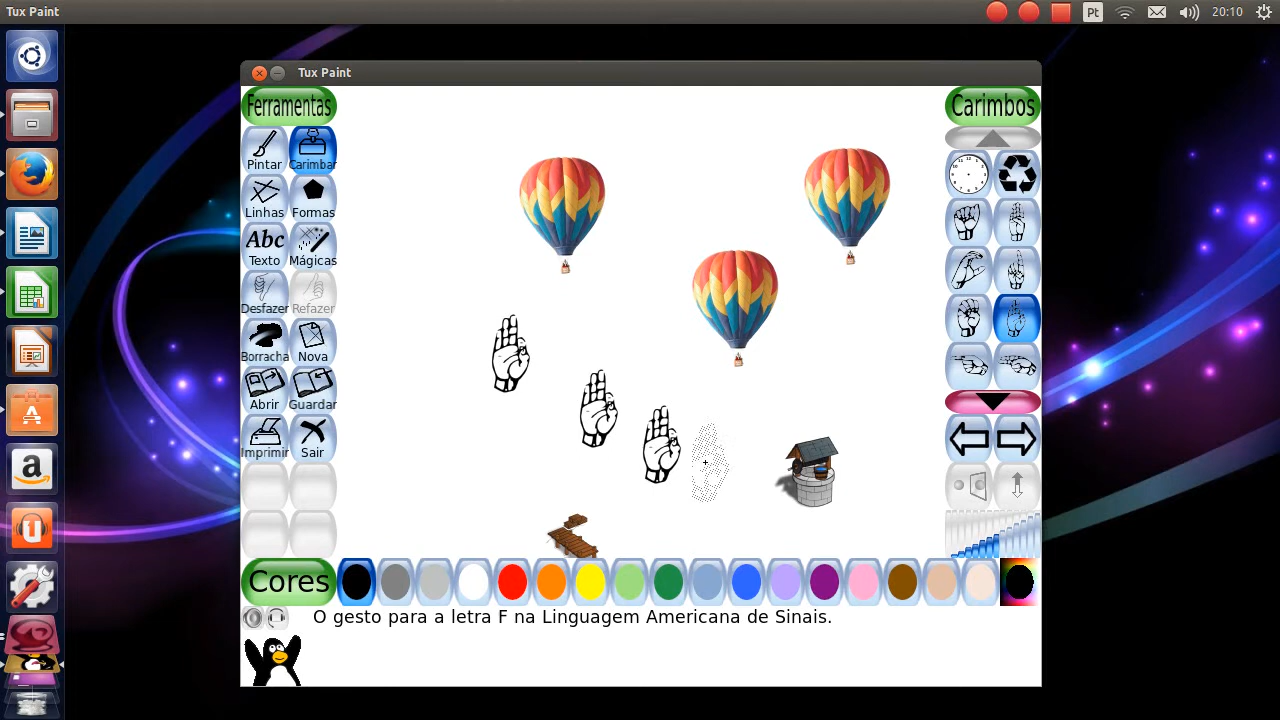 Tux Paint
Pt
20:10
Tux Paint
Ferramentas
Carimbos
Pintar
Carimbar
Linhas
Formas
Abc
Texto
Mágicas
Desfazer
Refazer
Borracha
Nova
Abrir
Guardar
Imprimir
Sair
Cores
O gesto para a letra F na Linguagem Americana de Sinais.